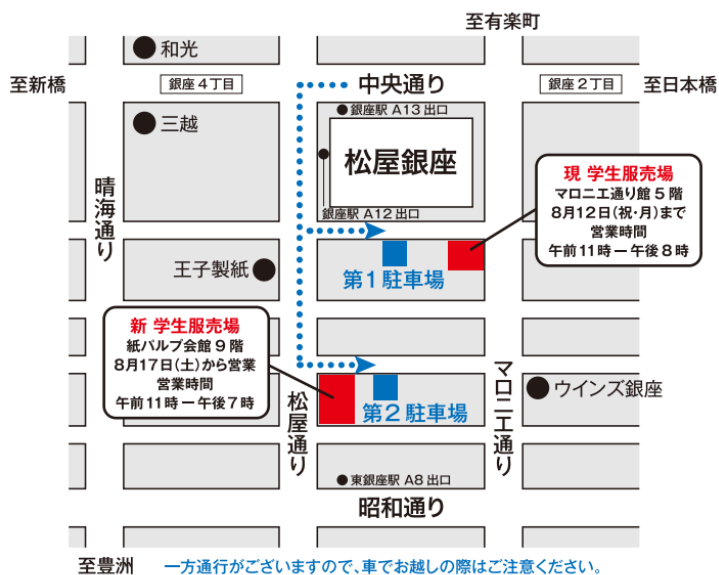 至有楽町
和光
至新橋
銀座4丁目
中央通り
銀座2丁目
至日本橋
三越
銀座駅 A13 出口
松屋銀座
銀座駅 A12 出口
晴海通り
現 学生服売場
マロニエ通り館 5 階
8月12日(祝・月)まで
営業時間
午前11時ー午後8時
王子製紙
第1駐車場
新 学生服売場
紙パルプ会館 9 階
8月17日(土)から営業
営業時間
午前11時ー午後7時
松屋通り
第2駐車場
マロニエ通り
ウインズ銀座
東銀座駅 A8 出口
昭和通り
至豊洲
一方通行がございますので、車でお越しの際はご注意ください。